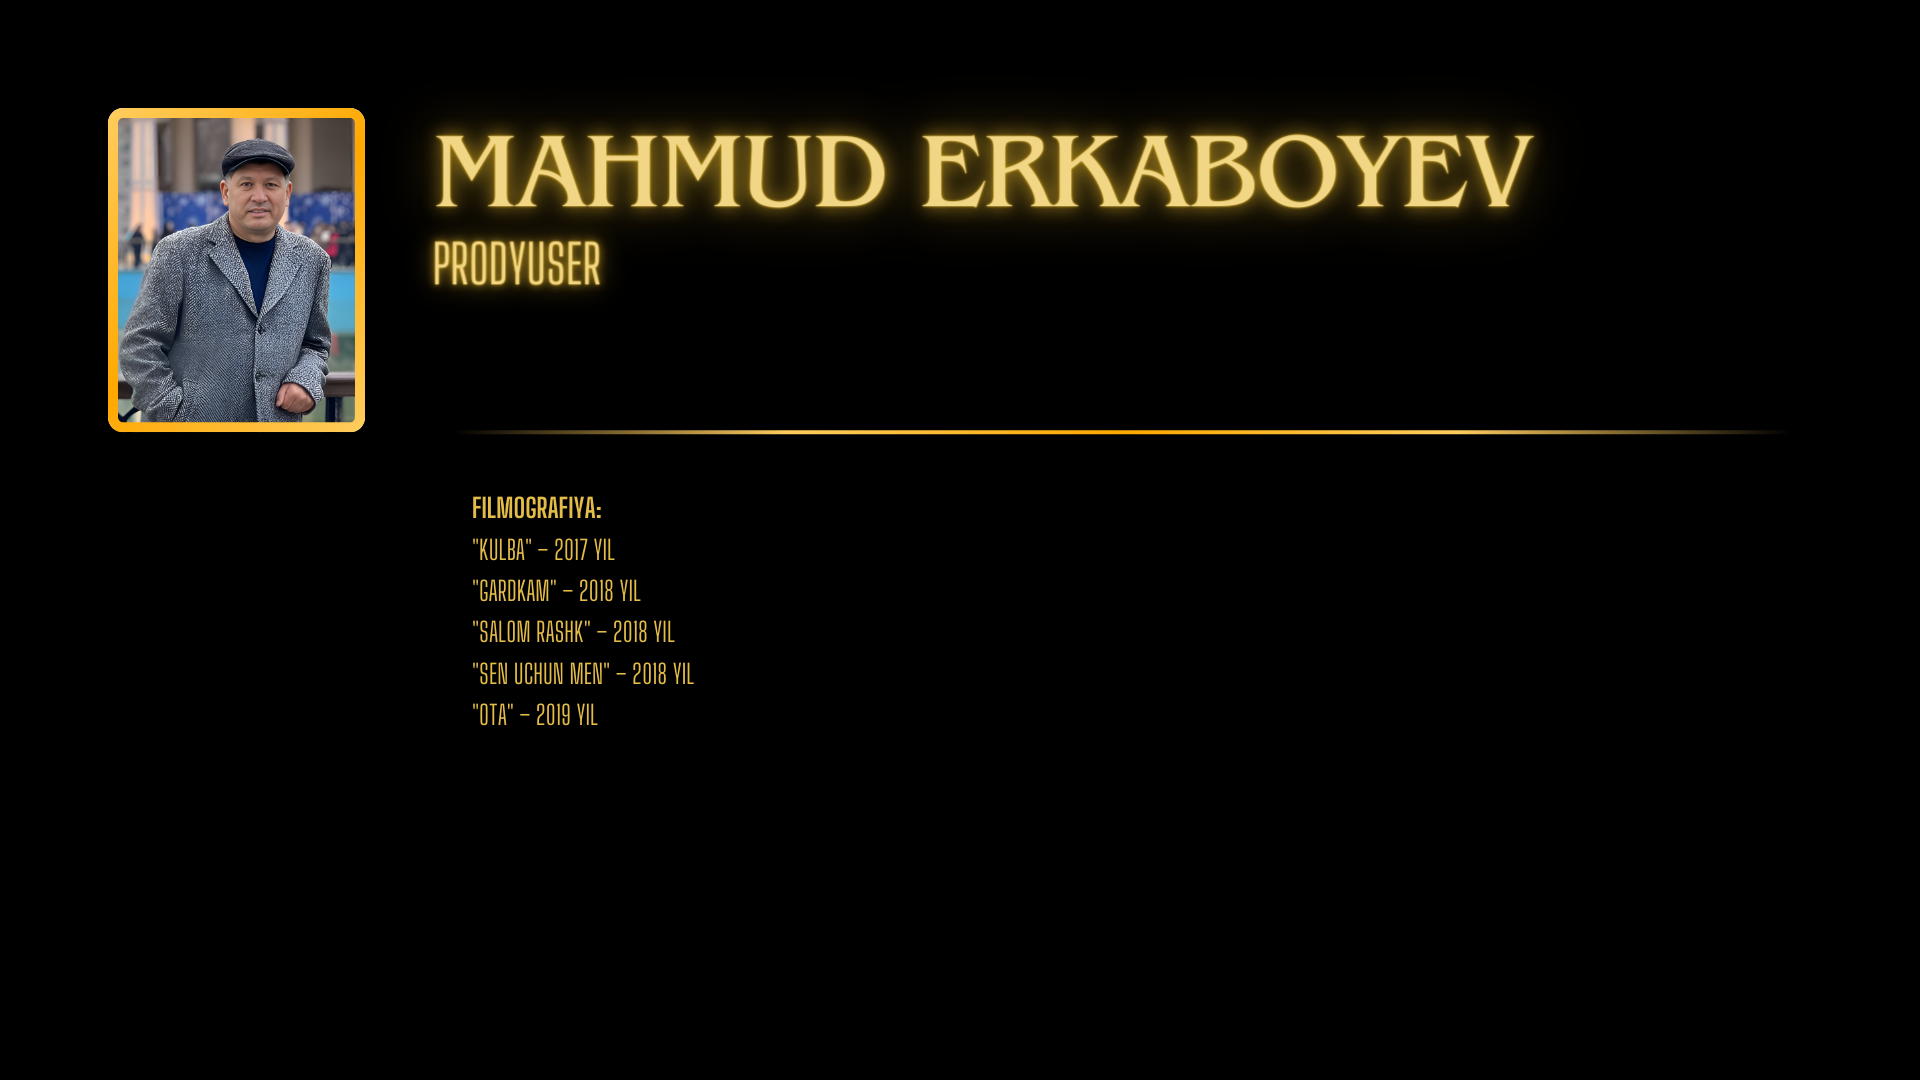 MAHMUD ERKABOYEV
PRODYUSER
FILMOGRAFIYA:
"KULBA" – 2017 YIL
"GARDKAM" – 2018 YIL
"SALOM RASHK" – 2018 YIL
"SEN UCHUN MEN" – 2018 YIL
"OTA" – 2019 YIL